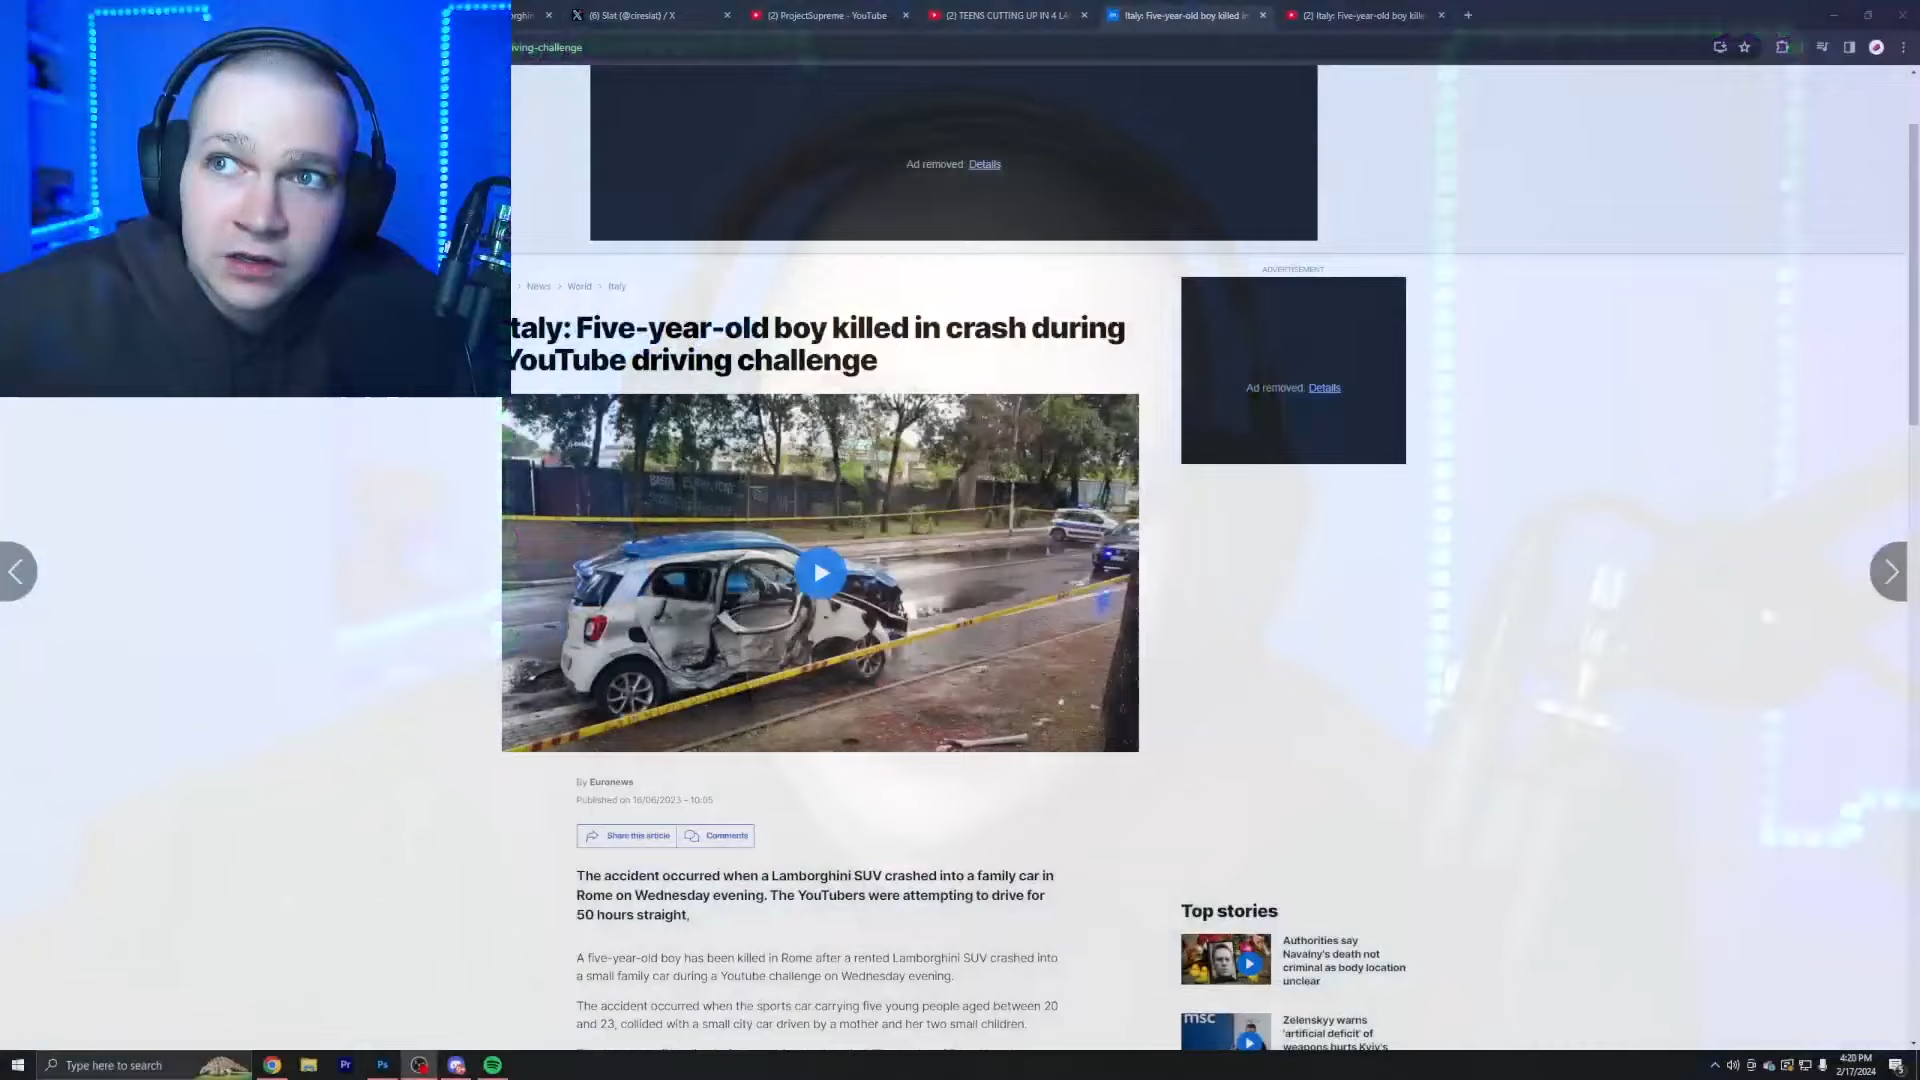 orghin
(6) Slat (@cireslat) / X
(2) ProjectSupreme - YouTube
(2) TEENS CUTTING UP IN 4 LA
Italy: Five-year-old boy killed in
(2) Italy: Five-year-old boy kille
iving-challenge
Ad removed. Details
ADVERTISEMENT
> News > World > Italy
taly: Five-year-old boy killed in crash during
YouTube driving challenge
Ad removed. Details
By Euronews
Published on 16/06/2023 - 10:05
Share this article
Comments
The accident occurred when a Lamborghini SUV crashed into a family car in
Rome on Wednesday evening. The YouTubers were attempting to drive for
50 hours straight,
A five-year-old boy has been killed in Rome after a rented Lamborghini SUV crashed into
a small family car during a Youtube challenge on Wednesday evening.
The accident occurred when the sports car carrying five young people aged between 20
and 23, collided with a small city car driven by a mother and her two small children.
Top stories
Authorities say
Navalny's death not
criminal as body location
unclear
msc
Zelenskyy warns
'artificial deficit' of
weapons hurts Kyiv's
Type here to search
Pr
Ps
4:20 PM
2/17/2024